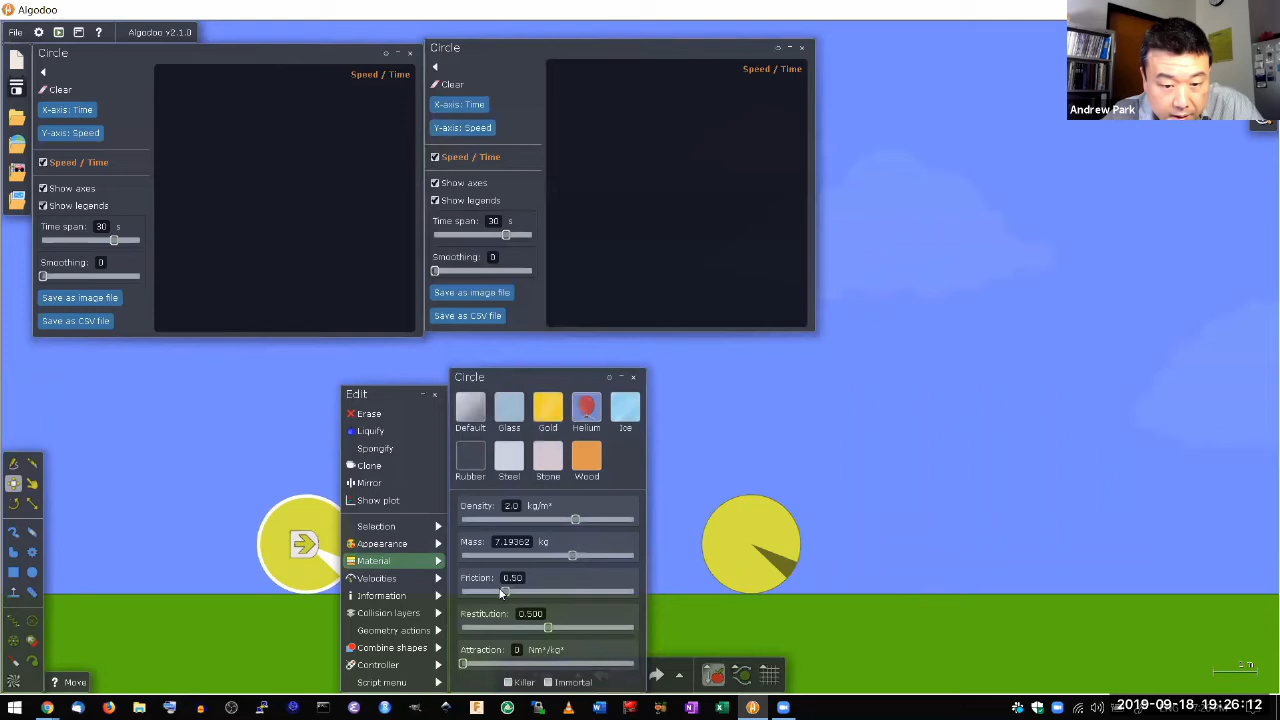 Algodoo
File
?
Algodoo v2.1.0
Circle
Clear
X-axis: Time
Y-axis: Speed
Speed / Time
Show axes
Show legends
Time span: 30 s
Smoothing: 0
Save as image file
Save as CSV file
Speed / Time
Circle
Clear
X-axis: Time
Y-axis: Speed
Speed / Time
Show axes
Show legends
Time span: 30 s
Smoothing: 0
Save as image file
Save as CSV file
Speed / Time
Andrew Park
Edit
Erase
Liquify
Spongify
Clone
Mirror
Show plot
Selection
Appearance
Material
Velocities
Information
Collision layers
Geometry actions
Combine shapes
Controller
Script menu
Circle
Default Glass Gold Helium Ice
Rubber Steel Stone Wood
Density: 2.0 kg/m²
Mass: 7.19362 kg
Friction: 0.50
Restitution: 0.500
Attraction: 0 Nm²/kg²
Killer Immortal
? Move
1 m
2019-09-18 19:26:12